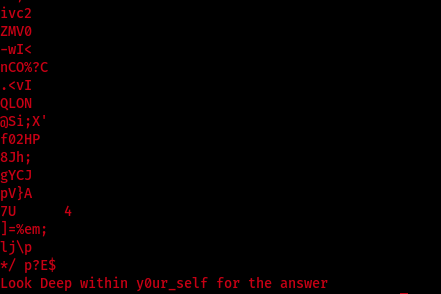 ivc2
ZMV0
-wI<
nCO%?C
.<vI
QLON
@Si;X'
f02HP
8Jh;
gYCJ
pV}A
7U      4
]=%em;
lj\p
*/ p?E$
Look Deep within y0ur_self for the answer